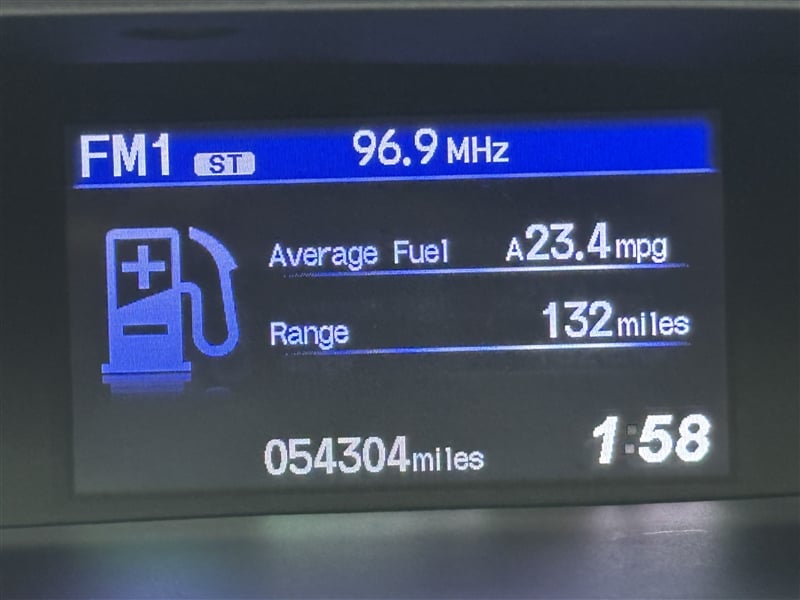 FM1 ST 96.9 MHz
Average Fuel A23.4 mpg
Range 132 miles
054304 miles 1:58